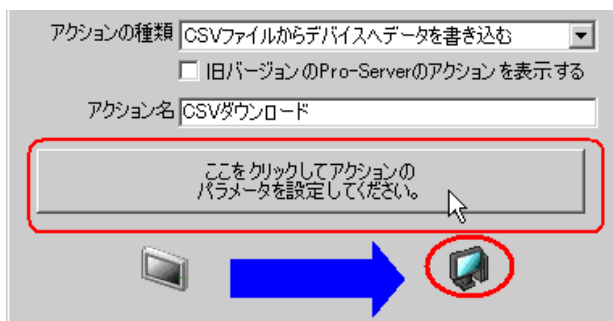 アクションの種類 CSVファイルからデバイスへデータを書き込む
旧バージョンのPro-Serverのアクションを表示する
アクション名 CSVダウンロード
ここをクリックしてアクションの
パラメータを設定してください。